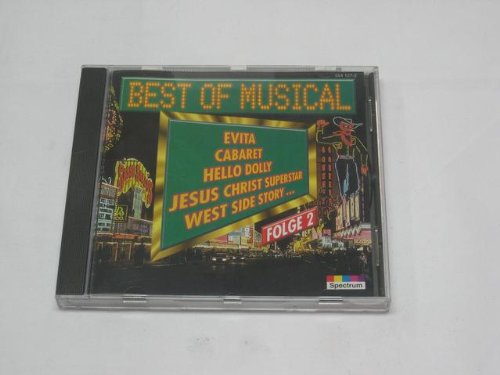 BEST OF MUSICAL
EVITA
CABARET
HELLO DOLLY
JESUS CHRIST SUPERSTAR
WEST SIDE STORY ...
FOLGE 2
Spectrum